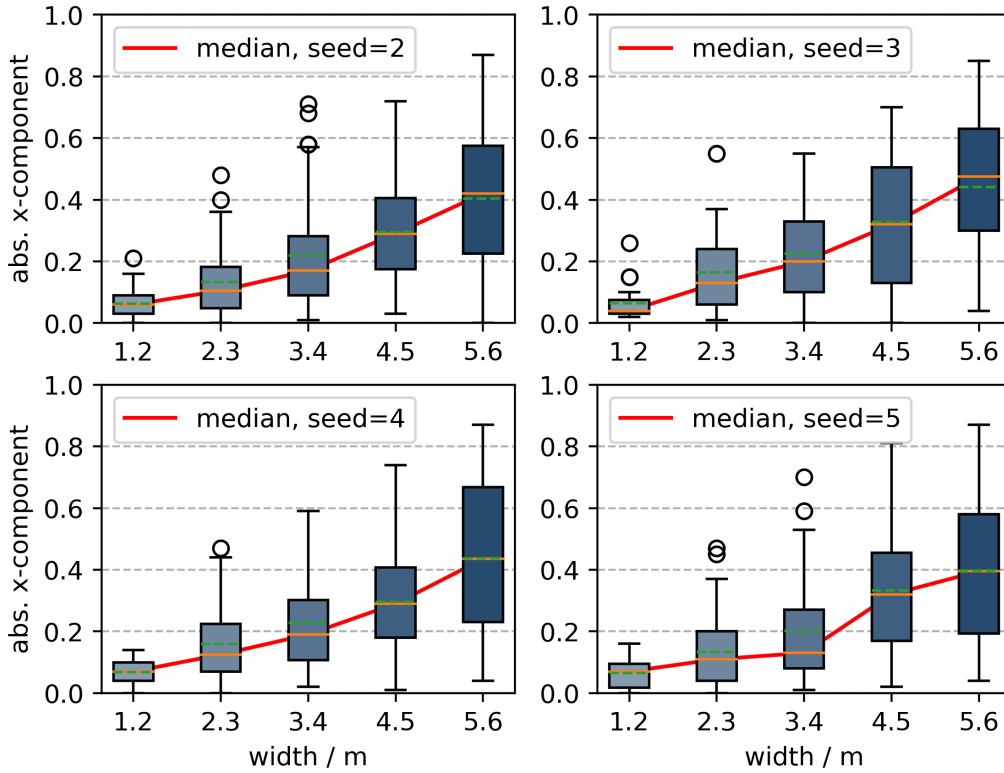 median, seed=2
abs. x-component
1.0
0.8
0.6
0.4
0.2
0.0
1.2 2.3 3.4 4.5 5.6
median, seed=3
1.0
0.8
0.6
0.4
0.2
0.0
1.2 2.3 3.4 4.5 5.6
median, seed=4
abs. x-component
1.0
0.8
0.6
0.4
0.2
0.0
1.2 2.3 3.4 4.5 5.6
width / m
median, seed=5
1.0
0.8
0.6
0.4
0.2
0.0
1.2 2.3 3.4 4.5 5.6
width / m